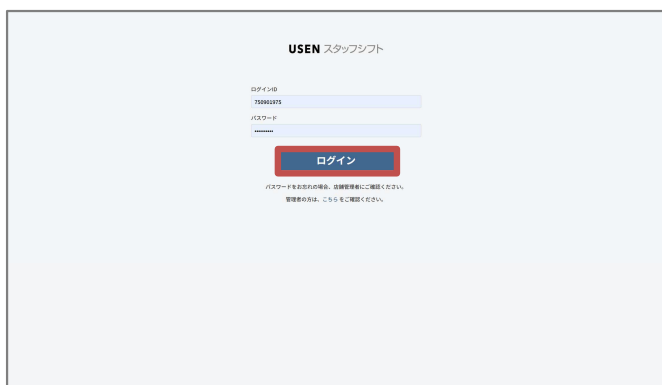 USEN スタッフシフト
ログインID
750901975
パスワード
•••••••••
ログイン
パスワードをお忘れの場合、店舗管理者にご確認ください。
管理者の方は、こちら をご確認ください。